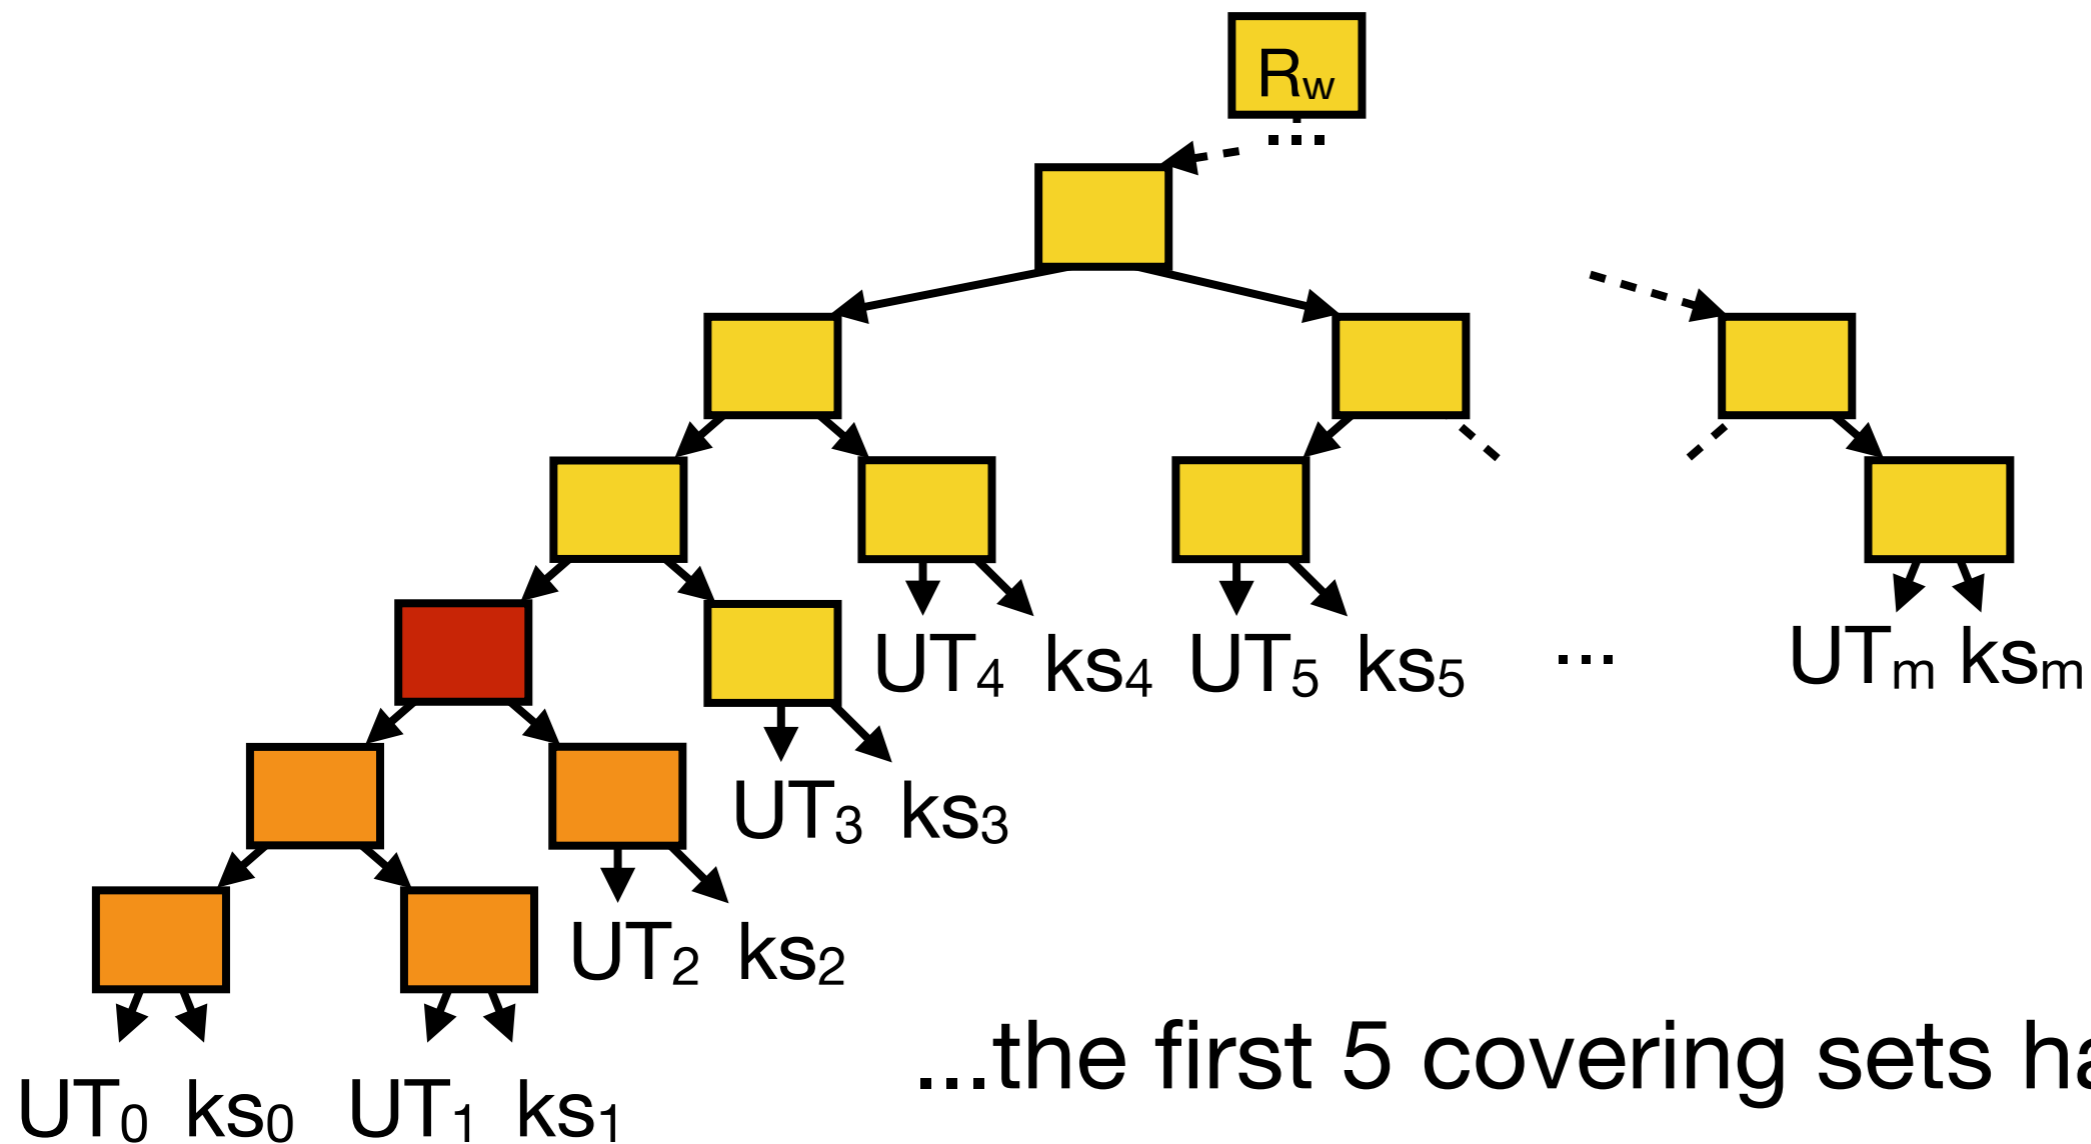 Rw
...
UT4 ks4 UT5 ks5 ... UTm ksm
UT3 ks3
UT2 ks2
...the first 5 covering sets
UT0 ks0 UT1 ks1